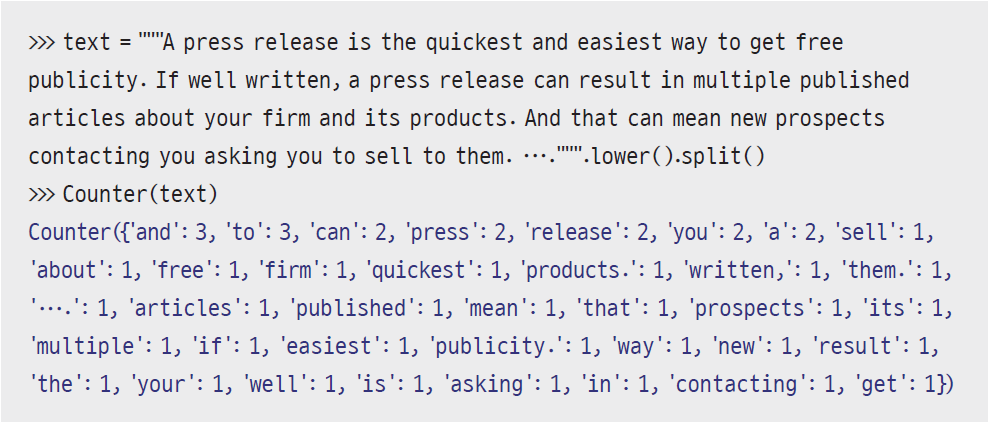 >>> text = """A press release is the quickest and easiest way to get free
publicity. If well written, a press release can result in multiple published
articles about your firm and its products. And that can mean new prospects
contacting you asking you to sell to them. ….""".lower().split()
>>> Counter(text)
Counter({'and': 3, 'to': 3, 'can': 2, 'press': 2, 'release': 2, 'you': 2, 'a': 2, 'sell': 1,
'about': 1, 'free': 1, 'firm': 1, 'quickest': 1, 'products.': 1, 'written,': 1, 'them.': 1,
'….': 1, 'articles': 1, 'published': 1, 'mean': 1, 'that': 1, 'prospects': 1, 'its': 1,
'multiple': 1, 'if': 1, 'easiest': 1, 'publicity.': 1, 'way': 1, 'new': 1, 'result': 1,
'the': 1, 'your': 1, 'well': 1, 'is': 1, 'asking': 1, 'in': 1, 'contacting': 1, 'get': 1})